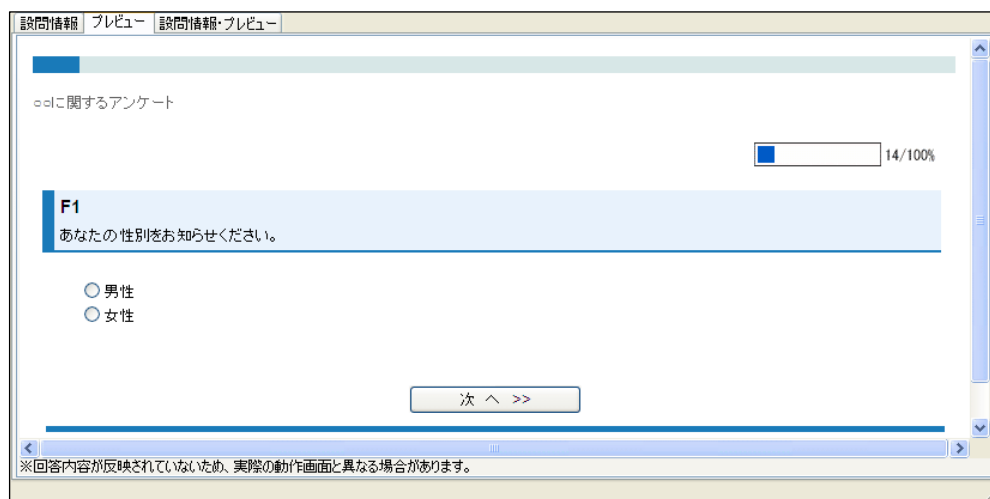 設問情報 プレビュー 設問情報・プレビュー
○○に関するアンケート
14/100%
F1
あなたの性別をお知らせください。
男性
女性
次 へ >>
※回答内容が反映されていないため、実際の動作画面と異なる場合があります。